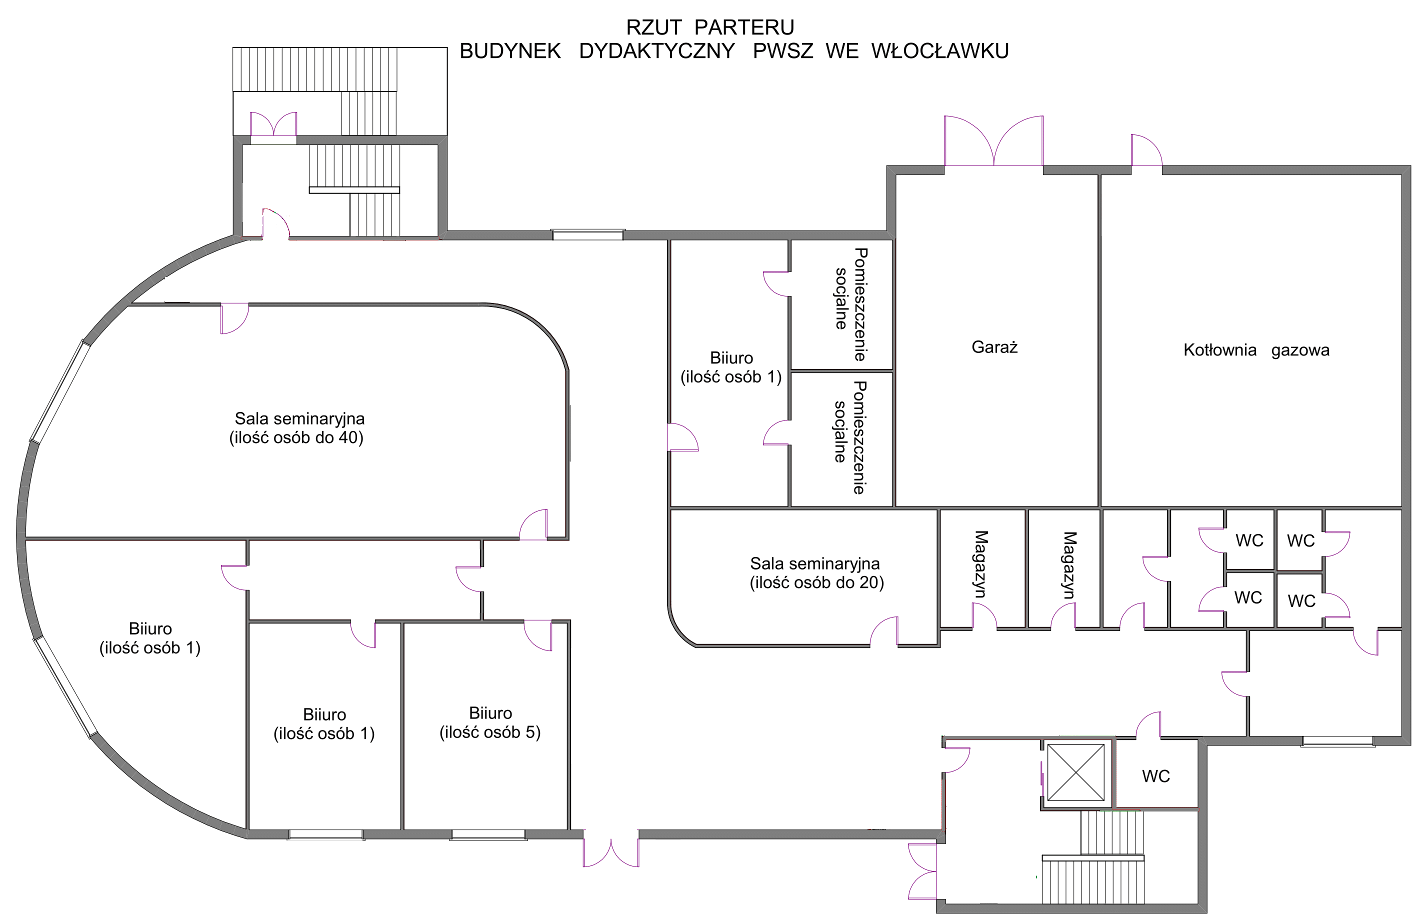 RZUT PARTERU
BUDYNEK DYDAKTYCZNY PWSZ WE WŁOCŁAWKU
Pomieszczenie
socjalne
Garaż
Kotłownia gazowa
Biiuro
(ilość osób 1)
Pomieszczenie
socjalne
Sala seminaryjna
(ilość osób do 40)
Sala seminaryjna
(ilość osób do 20)
Magazyn
Magazyn
WC
WC
WC
WC
Biiuro
(ilość osób 1)
Biiuro
(ilość osób 1)
Biiuro
(ilość osób 5)
WC